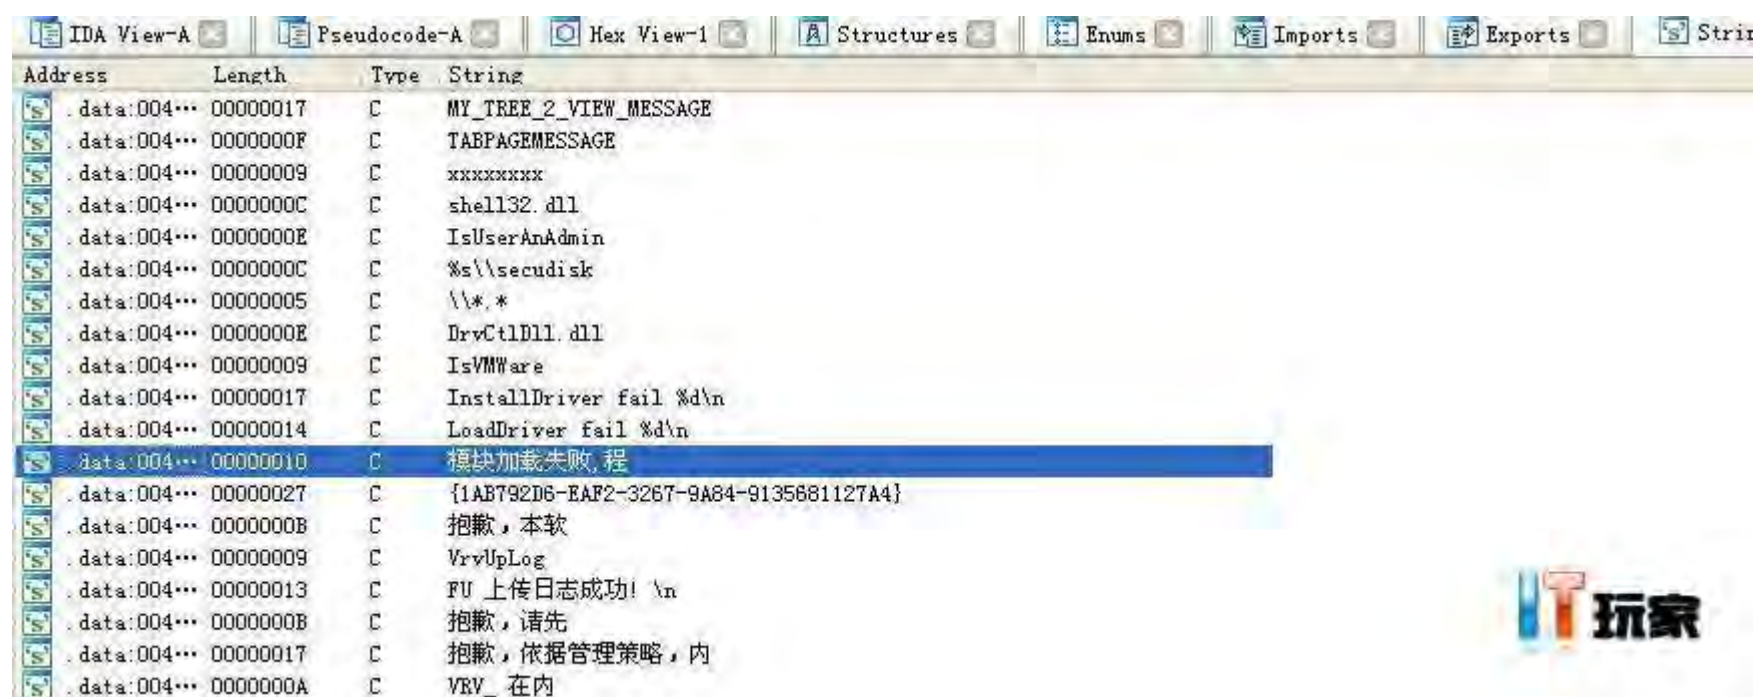 IDA View-A Pseudocode-A Hex View-1 Structures Enums Imports Exports Strin
Address Length Type String
.data:004… 00000017 C MY_TREE_2_VIEW_MESSAGE
.data:004… 0000000F C TABPAGEMESSAGE
.data:004… 00000009 C xxxxxxxx
.data:004… 0000000C C shell32.dll
.data:004… 0000000E C IsUserAnAdmin
.data:004… 0000000C C %s\\secudisk
.data:004… 00000005 C \\*.*
.data:004… 0000000E C DrvCtlDll.dll
.data:004… 00000009 C IsVMWare
.data:004… 00000017 C InstallDriver fail %d\n
.data:004… 00000014 C LoadDriver fail %d\n
.data:004… 00000010 C 模块加载失败,程
.data:004… 00000027 C {1AB792D6-EAF2-3267-9A84-9135681127A4}
.data:004… 0000000B C 抱歉，本软
.data:004… 00000009 C VrvUpLog
.data:004… 00000013 C FU 上传日志成功! \n
.data:004… 0000000B C 抱歉，请先
.data:004… 00000017 C 抱歉，依据管理策略，内
.data:004… 0000000A C VRV_ 在内
IT玩家